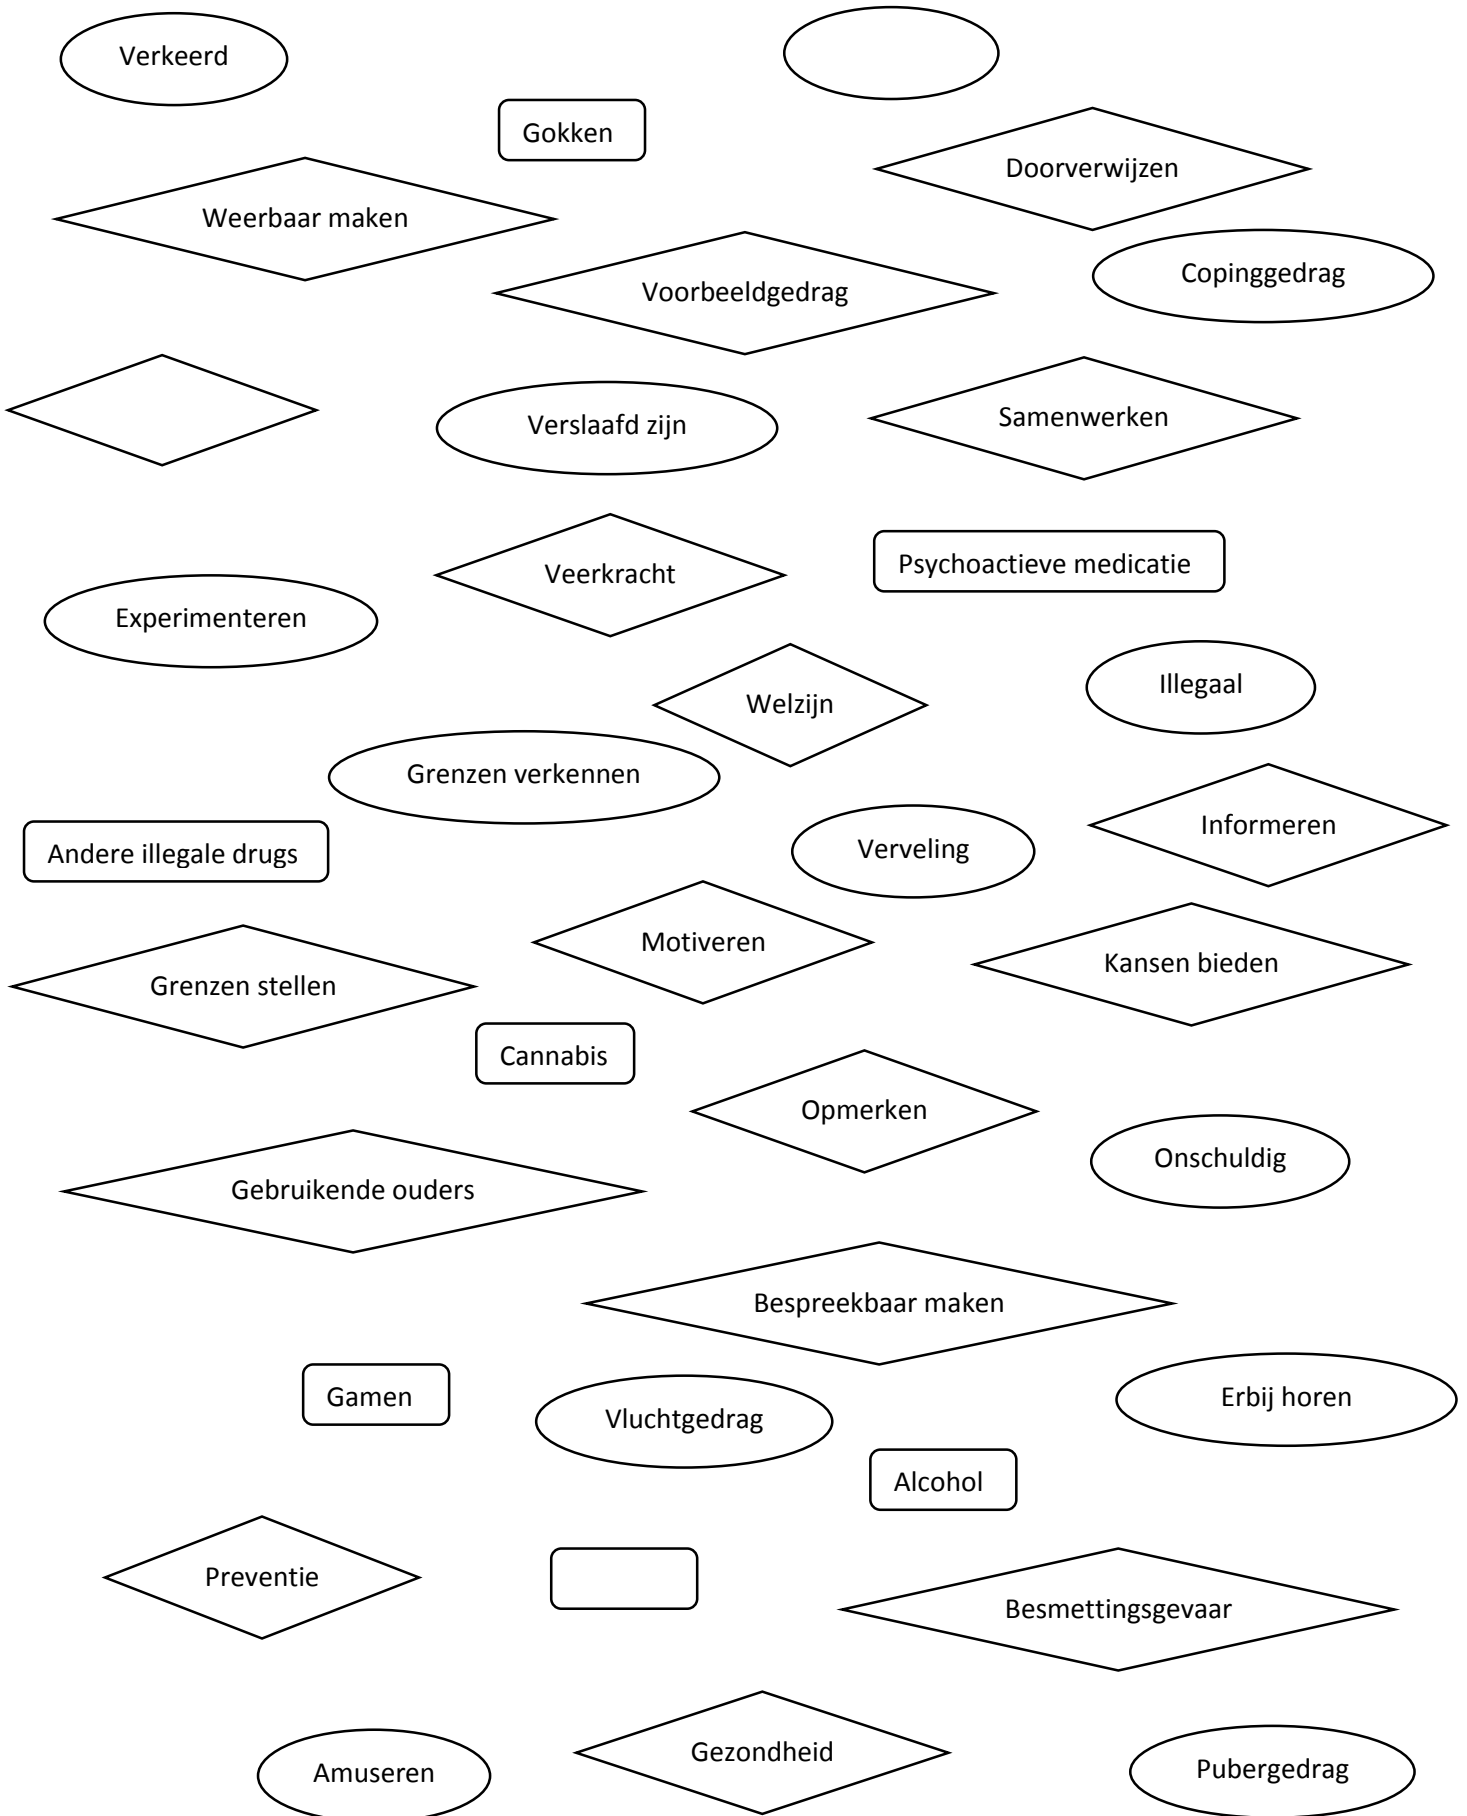 Verkeerd
Gokken
Doorverwijzen
Weerbaar maken
Copinggedrag
Voorbeeldgedrag
Verslaafd zijn
Samenwerken
Psychoactieve medicatie
Veerkracht
Experimenteren
Illegaal
Welzijn
Grenzen verkennen
Informeren
Verveling
Andere illegale drugs
Motiveren
Kansen bieden
Grenzen stellen
Cannabis
Opmerken
Onschuldig
Gebruikende ouders
Bespreekbaar maken
Gamen
Erbij horen
Vluchtgedrag
Alcohol
Preventie
Besmettingsgevaar
Gezondheid
Amuseren
Pubergedrag